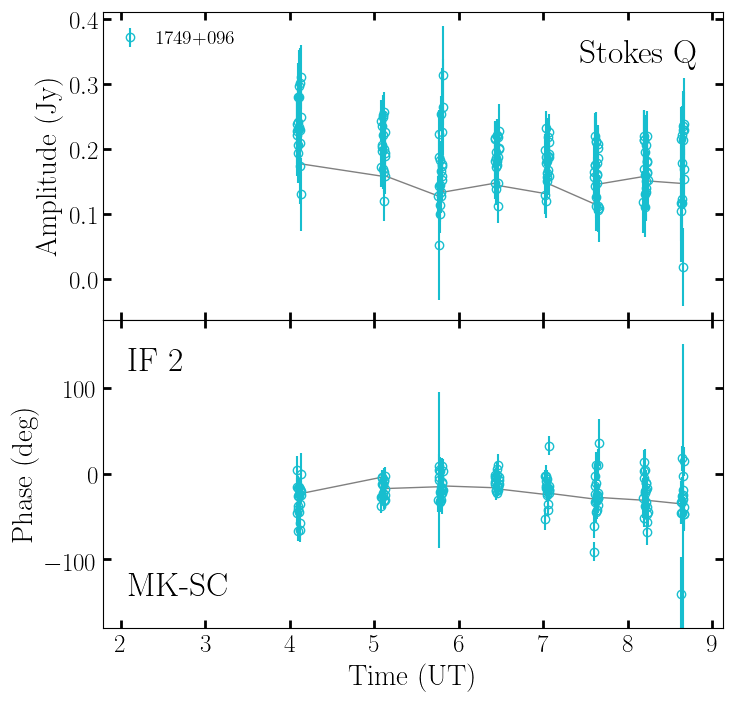 0.4
1749+096
Stokes Q
0.3
0.2
0.1
0.0
Amplitude (Jy)
IF 2
100
0
−100
Phase (deg)
MK-SC
2 3 4 5 6 7 8 9
Time (UT)